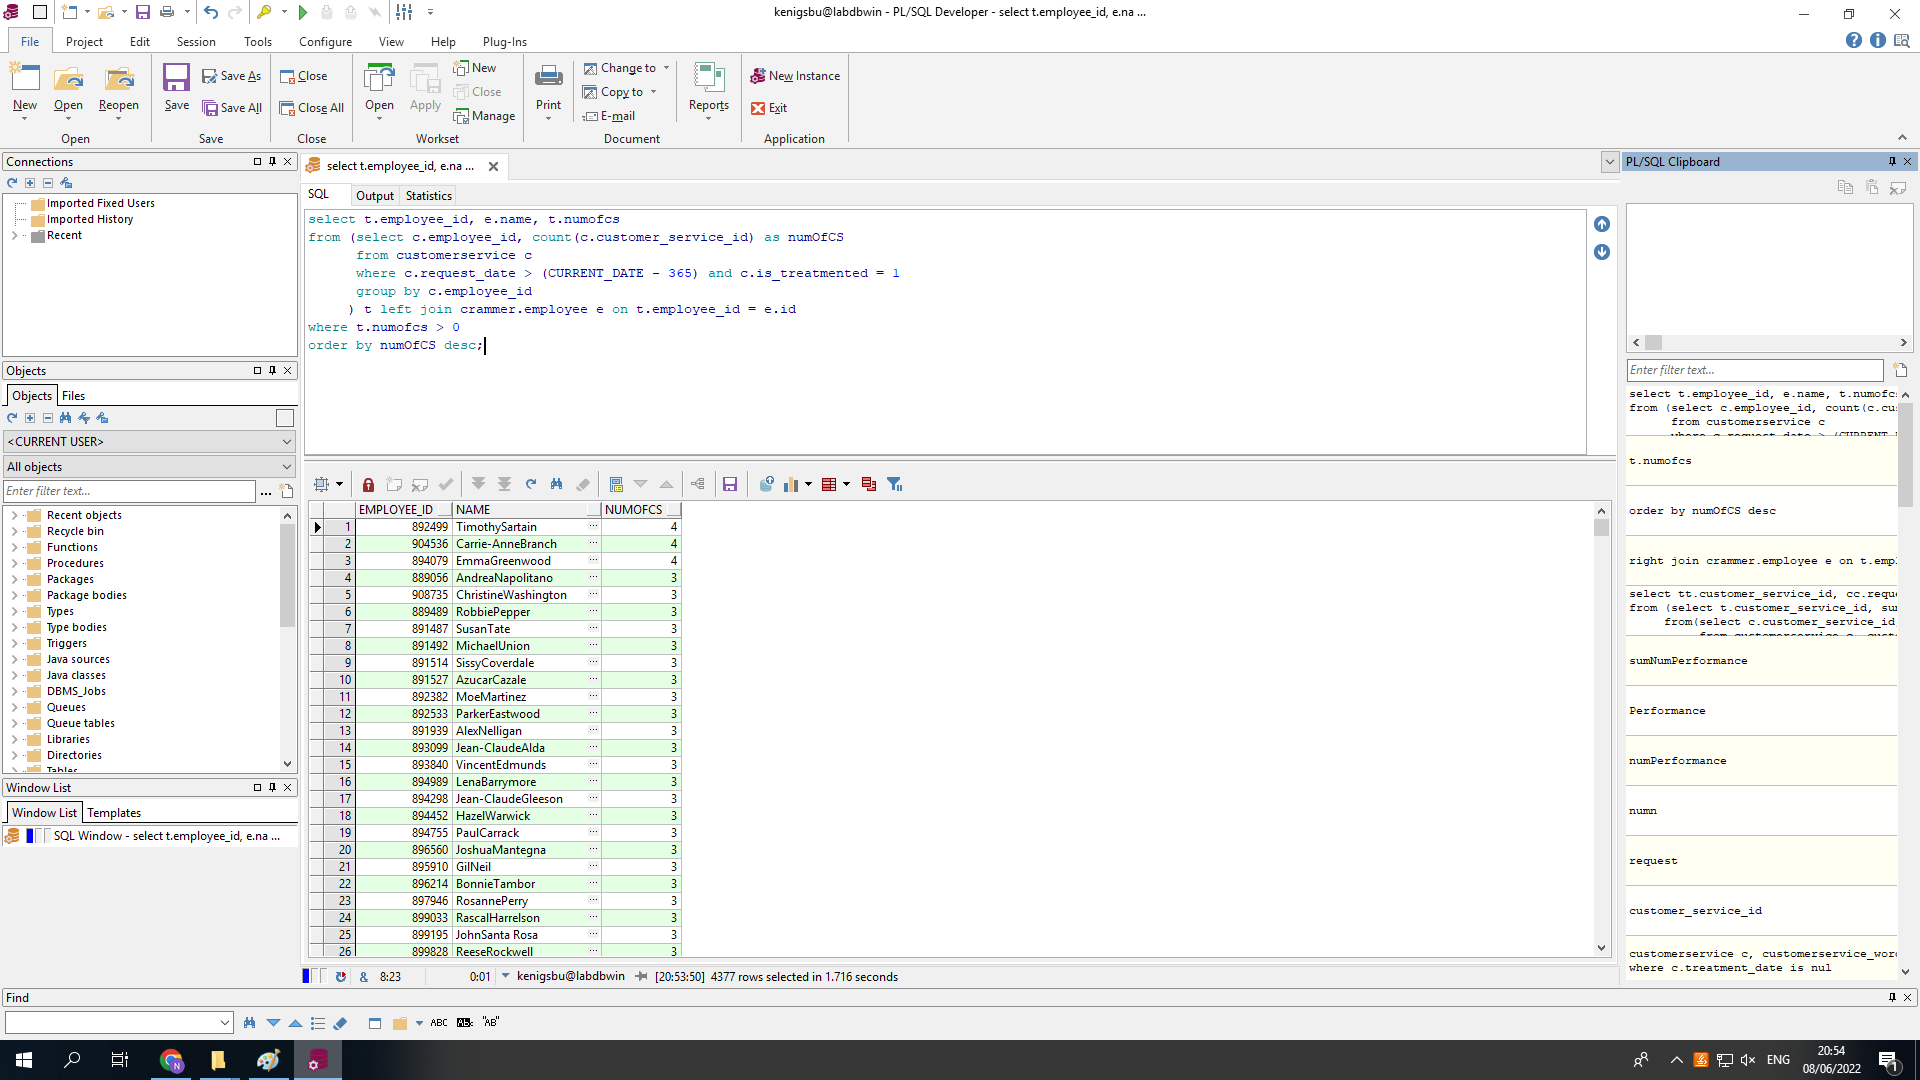 kenigsbu@labdbwin - PL/SQL Developer - select t.employee_id, e.na ...
File Project Edit Session Tools Configure View Help Plug-Ins
New Open Reopen Save Save As Save All Close Close All Open Apply New Close Manage Print Change to Copy to E-mail Reports New Instance Exit
Open Save Close Workset Document Application
Connections
Imported Fixed Users
Imported History
Recent
Objects
Objects Files
<CURRENT USER>
All objects
Enter filter text...
Recent objects
Recycle bin
Functions
Procedures
Packages
Package bodies
Types
Type bodies
Triggers
Java sources
Java classes
DBMS_Jobs
Queues
Queue tables
Libraries
Directories
Tables
Window List
Window List Templates
SQL Window - select t.employee_id, e.na ...
select t.employee_id, e.na ...
SQL Output Statistics
select t.employee_id, e.name, t.numofcs
from (select c.employee_id, count(c.customer_service_id) as numOfCS
from customerservice c
where c.request_date > (CURRENT_DATE - 365) and c.is_treatmented = 1
group by c.employee_id
) t left join crammer.employee e on t.employee_id = e.id
where t.numofcs > 0
order by numOfCS desc;
EMPLOYEE_ID NAME NUMOFCS
1 892499 TimothySartain ... 4
2 904536 Carrie-AnneBranch ... 4
3 894079 EmmaGreenwood ... 4
4 889056 AndreaNapolitano ... 3
5 908735 ChristineWashington ... 3
6 889489 RobbiePepper ... 3
7 891487 SusanTate ... 3
8 891492 MichaelUnion ... 3
9 891514 SissyCoverdale ... 3
10 891527 AzucarCazale ... 3
11 892382 MoeMartinez ... 3
12 892533 ParkerEastwood ... 3
13 891939 AlexNelligan ... 3
14 893099 Jean-ClaudeAlda ... 3
15 893840 VincentEdmunds ... 3
16 894989 LenaBarrymore ... 3
17 894298 Jean-ClaudeGleeson ... 3
18 894452 HazelWarwick ... 3
19 894755 PaulCarrack ... 3
20 896560 JoshuaMantegna ... 3
21 895910 GilNeil ... 3
22 896214 BonnieTambor ... 3
23 897946 RosannePerry ... 3
24 899033 RascalHarrelson ... 3
25 899195 JohnSanta Rosa ... 3
26 899828 ReeseRockwell ... 3
& 8:23 0:01 kenigsbu@labdbwin [20:53:50] 4377 rows selected in 1.716 seconds
PL/SQL Clipboard
Enter filter text...
select t.employee_id, e.name, t.numofcs
from (select c.employee_id, count(c.cu
from customerservice c
where c.request_date > (CURRENT
t.numofcs
order by numOfCS desc
right join crammer.employee e on t.emp
select tt.customer_service_id, cc.requ
from (select t.customer_service_id, su
from(select c.customer_service_id
sumNumPerformance
Performance
numPerformance
numn
request
customer_service_id
customerservice c, customerservice_wor
where c.treatment_date is nul
Find
ABC "AB"
N
ENG 20:54
08/06/2022
1